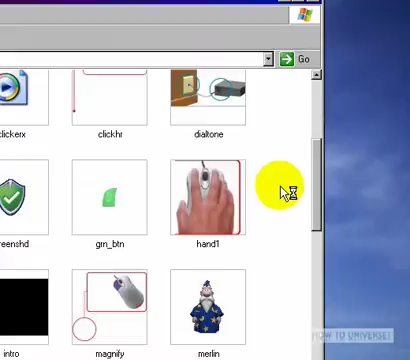 Go
clickerx
clickhr
dialtone
reenshd
grn_btn
hand1
intro
magnify
merlin
HOW TO UNIVERSE!